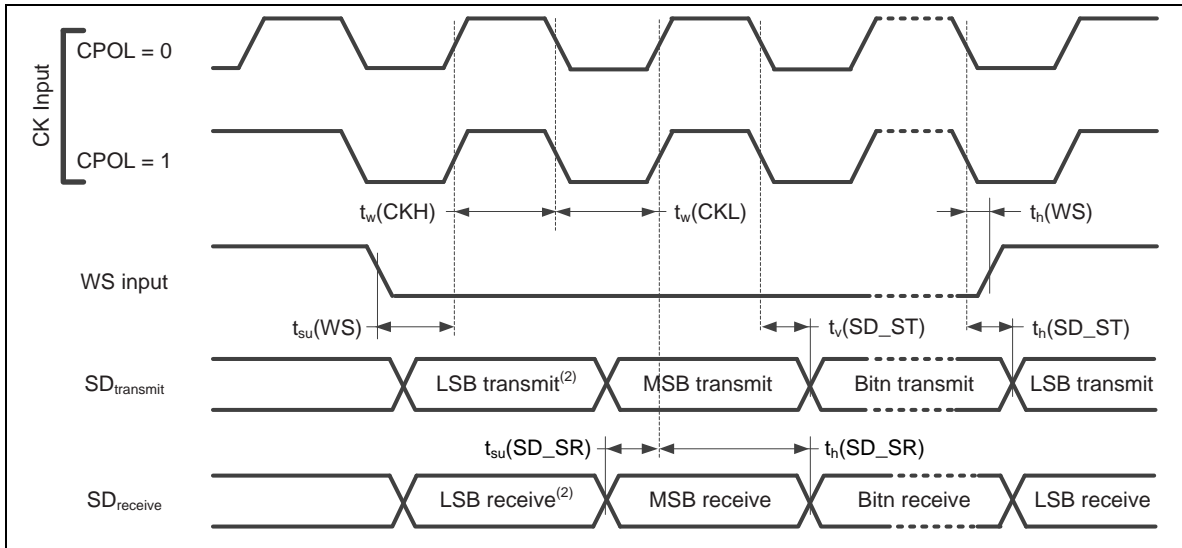 CK Input
CPOL = 0
CPOL = 1
tw(CKH)
tw(CKL)
th(WS)
WS input
tsu(WS)
tv(SD_ST)
th(SD_ST)
SDtransmit
LSB transmit(2)
MSB transmit
Bitn transmit
LSB transmit
tsu(SD_SR)
th(SD_SR)
SDreceive
LSB receive(2)
MSB receive
Bitn receive
LSB receive